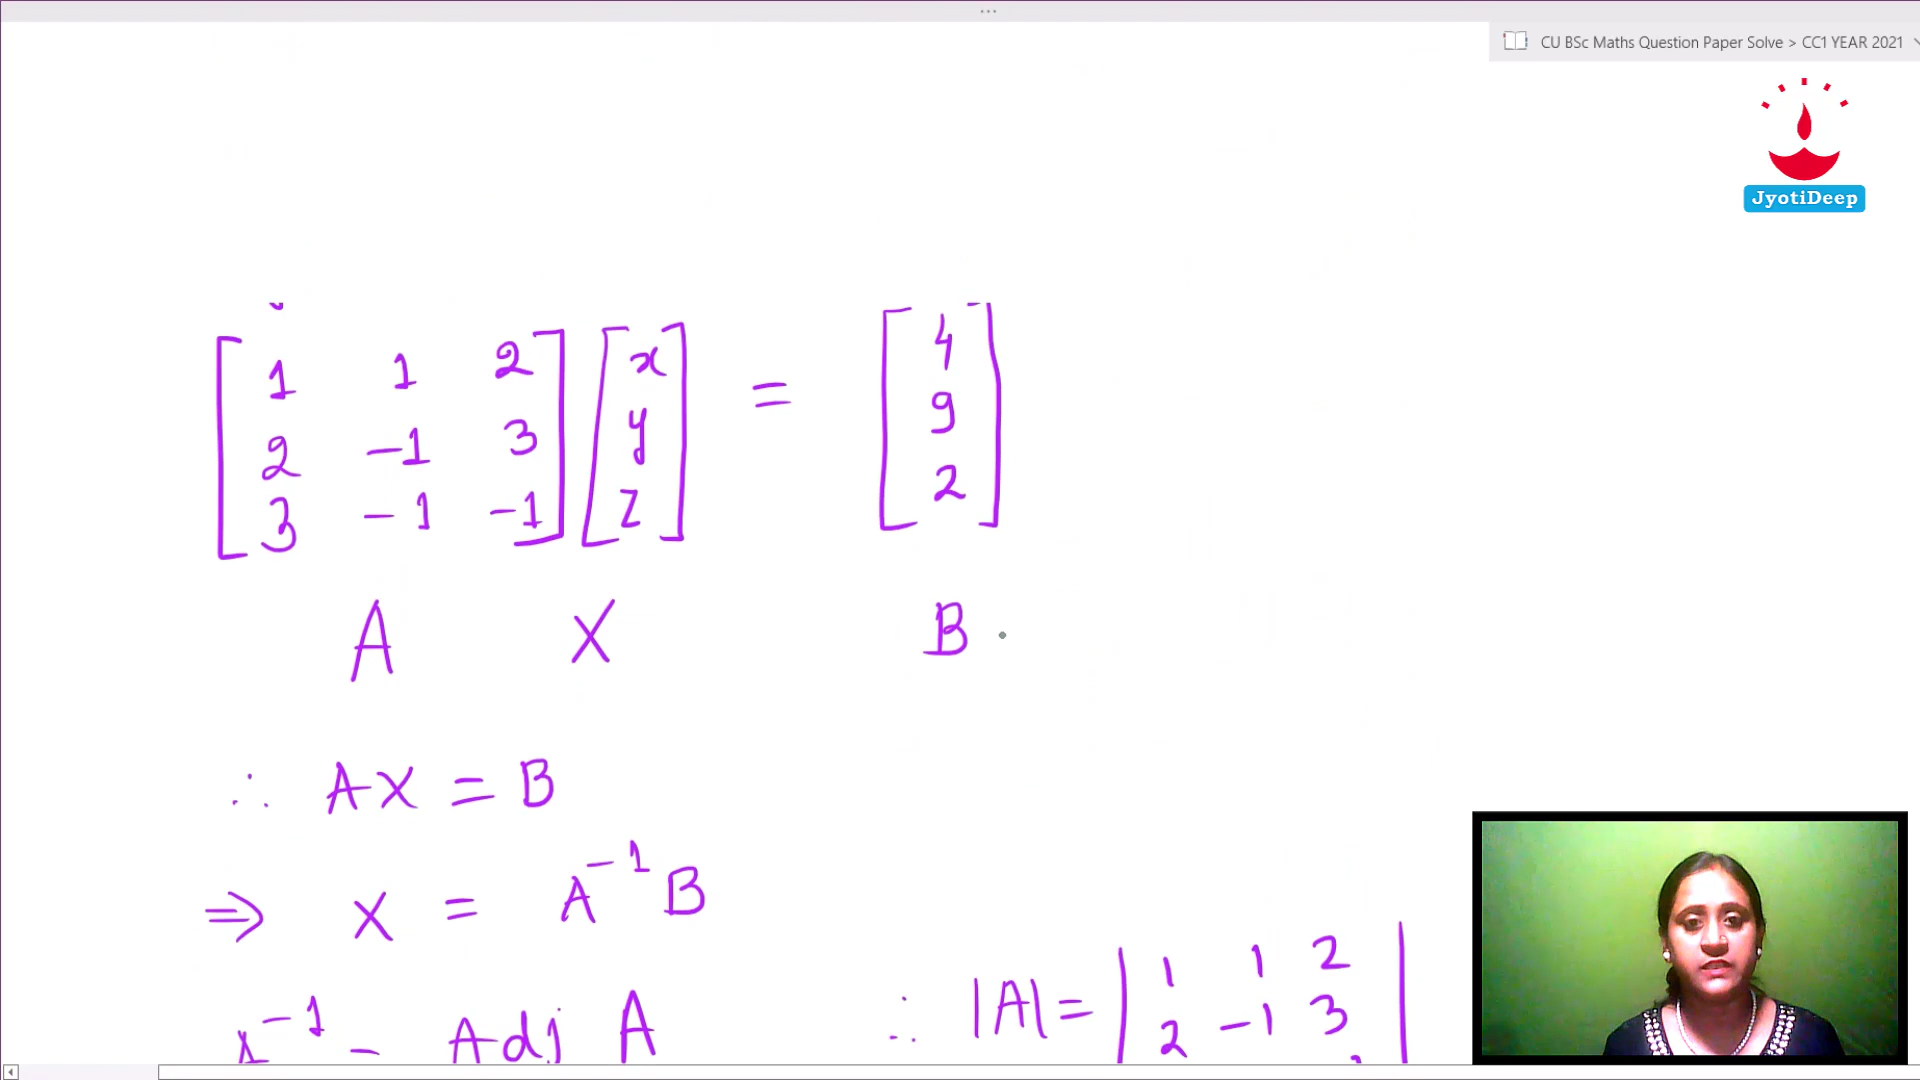 ...
CU BSc Maths Question Paper Solve > CC1 YEAR 2021
JyotiDeep
[1 1 2] [x] = [4]
[2 -1 3] [y] [9]
[3 -1 -1] [z] [2]
A X B
∴ AX = B
⇒ X = A⁻¹ B
Adj A
∴ |A| = | 1 1 2 |
2 -1 3